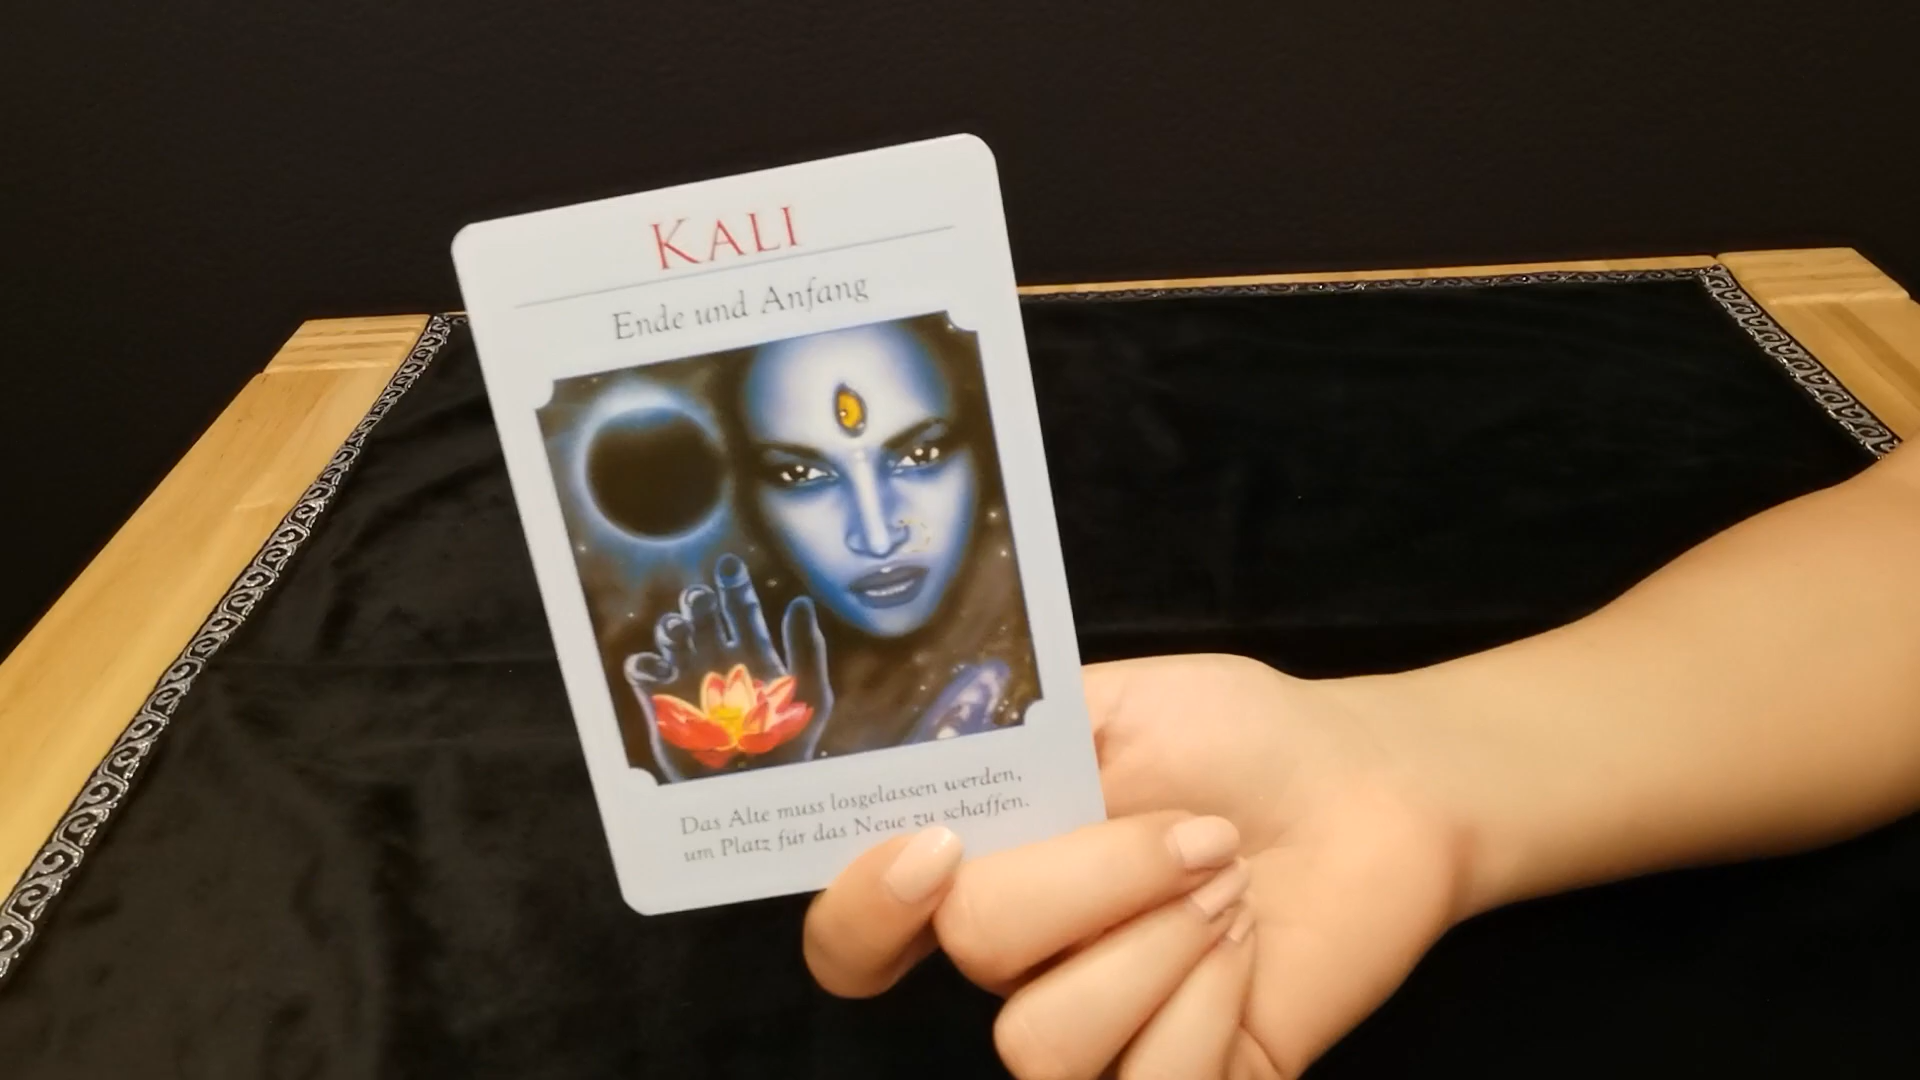 KALI
Ende und Anfang
Das Alte muss losgelassen werden,
um Platz für das Neue zu schaffen.